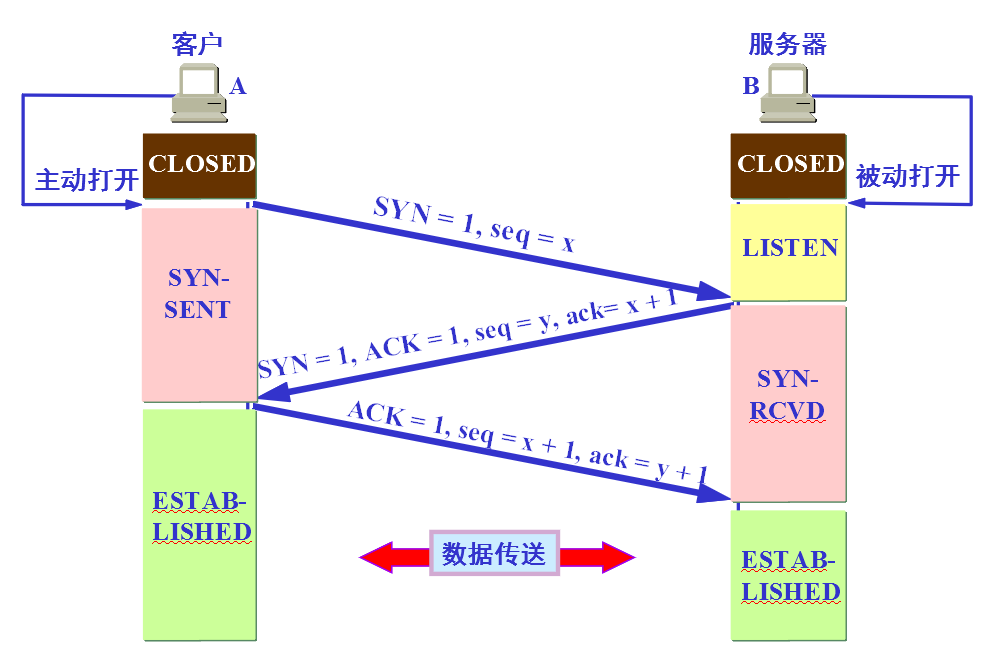 客户
服务器
A
B
CLOSED
CLOSED
主动打开
被动打开
SYN = 1, seq = x
LISTEN
SYN-
SENT
SYN = 1, ACK = 1, seq = y, ack= x + 1
SYN-
RCVD
ACK = 1, seq = x + 1, ack = y + 1
ESTAB-
LISHED
数据传送
ESTAB-
LISHED